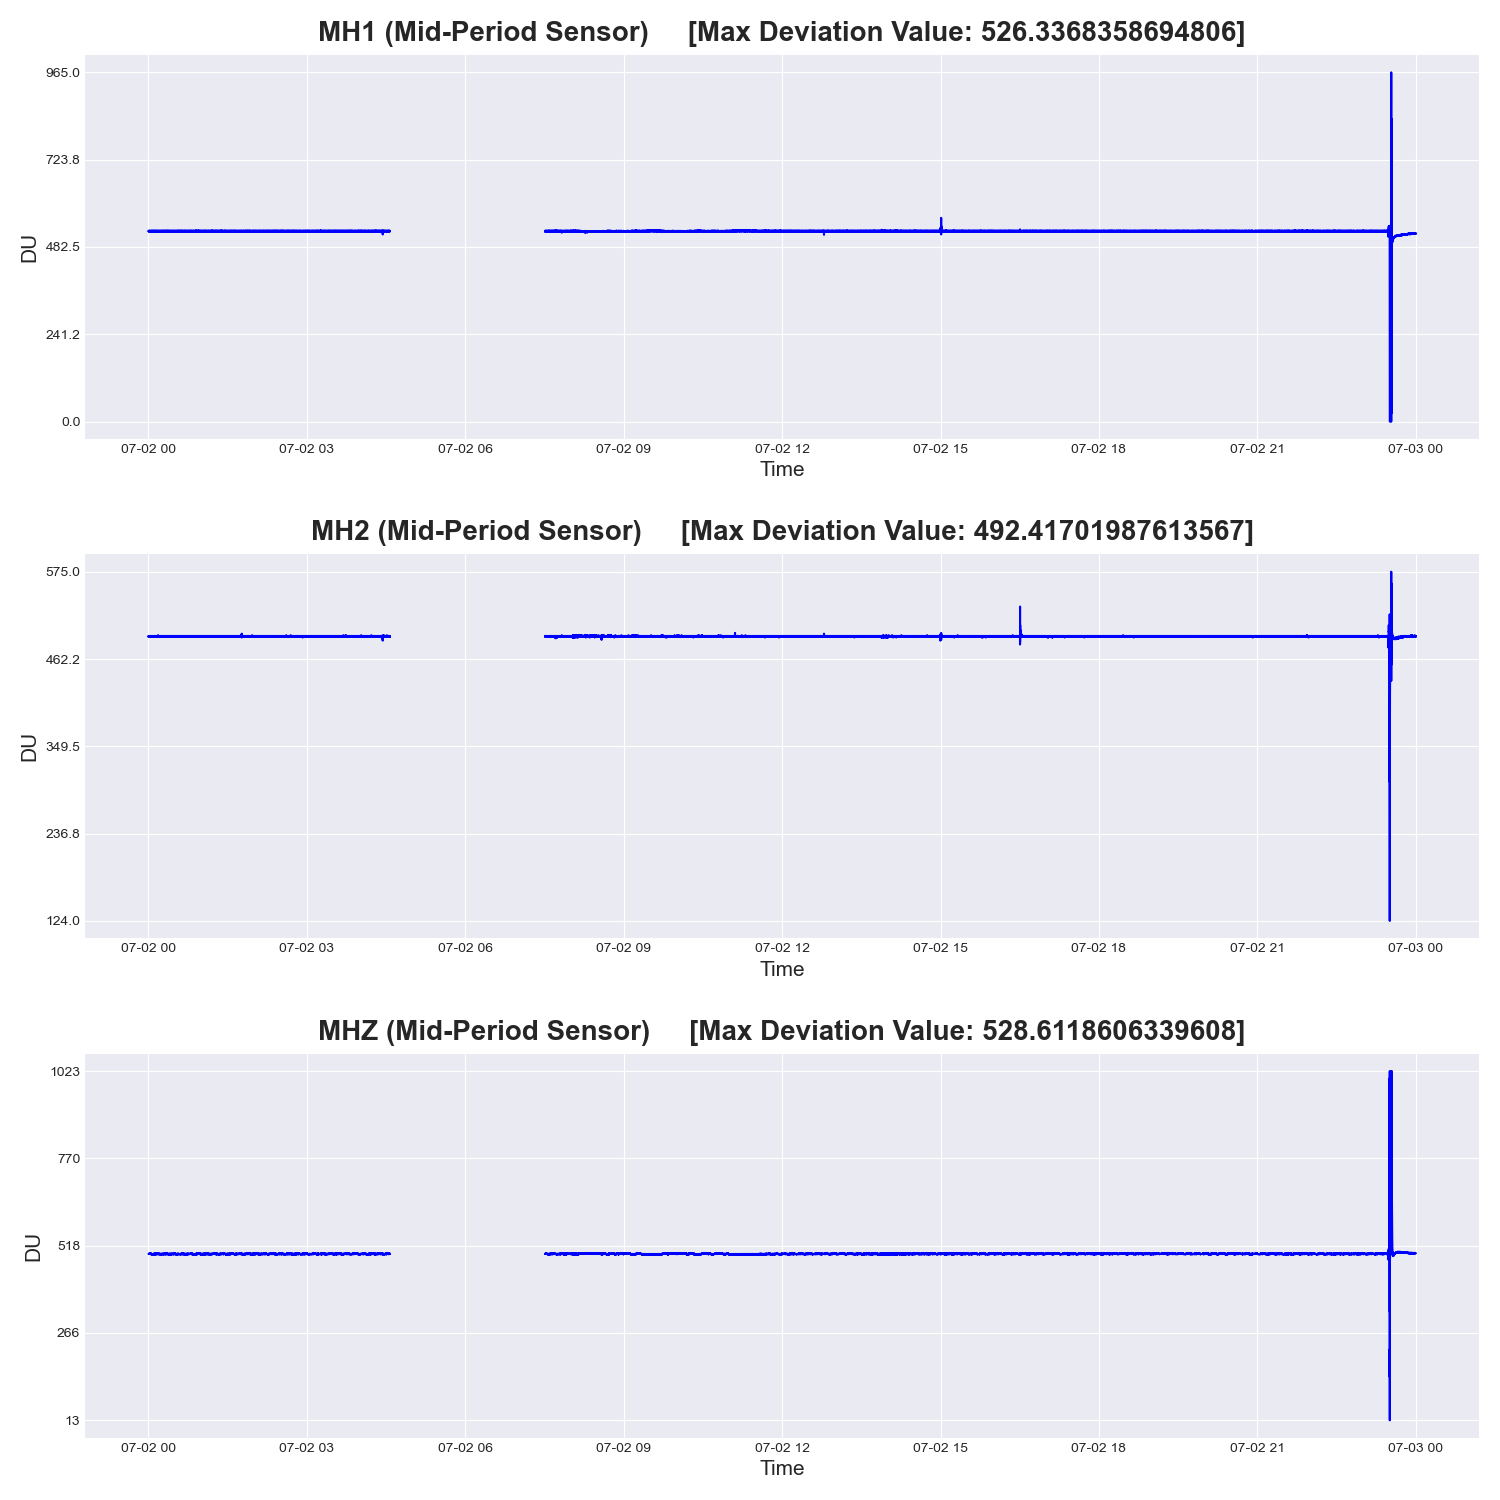 MH1 (Mid-Period Sensor) [Max Deviation Value: 526.3368358694806]
965.0
723.8
482.5
241.2
0.0
DU
07-02 00 07-02 03 07-02 06 07-02 09 07-02 12 07-02 15 07-02 18 07-02 21 07-03 00
Time
MH2 (Mid-Period Sensor) [Max Deviation Value: 492.41701987613567]
575.0
462.2
349.5
236.8
124.0
DU
07-02 00 07-02 03 07-02 06 07-02 09 07-02 12 07-02 15 07-02 18 07-02 21 07-03 00
Time
MHZ (Mid-Period Sensor) [Max Deviation Value: 528.6118606339608]
1023
770
518
266
13
DU
07-02 00 07-02 03 07-02 06 07-02 09 07-02 12 07-02 15 07-02 18 07-02 21 07-03 00
Time